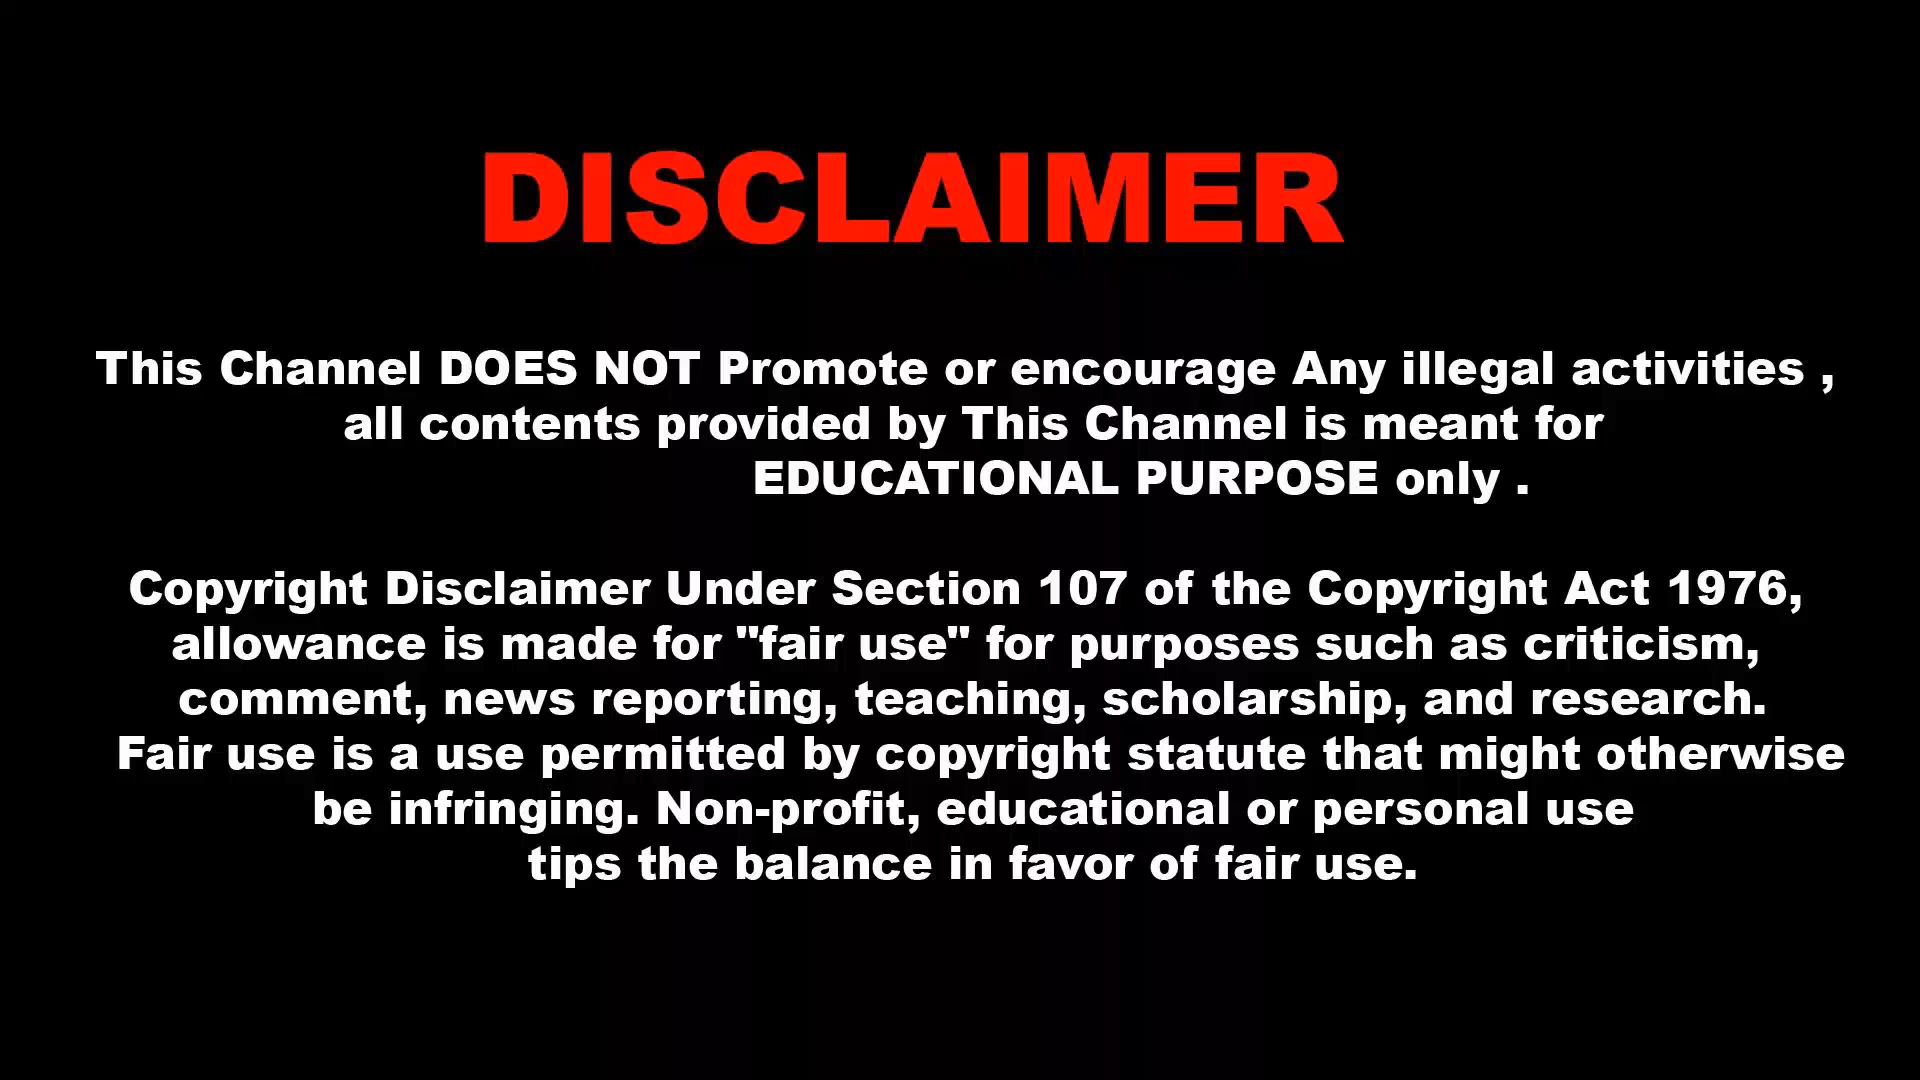 DISCLAIMER
This Channel DOES NOT Promote or encourage Any illegal activities ,
all contents provided by This Channel is meant for
EDUCATIONAL PURPOSE only .
Copyright Disclaimer Under Section 107 of the Copyright Act 1976,
allowance is made for "fair use" for purposes such as criticism,
comment, news reporting, teaching, scholarship, and research.
Fair use is a use permitted by copyright statute that might otherwise
be infringing. Non-profit, educational or personal use
tips the balance in favor of fair use.